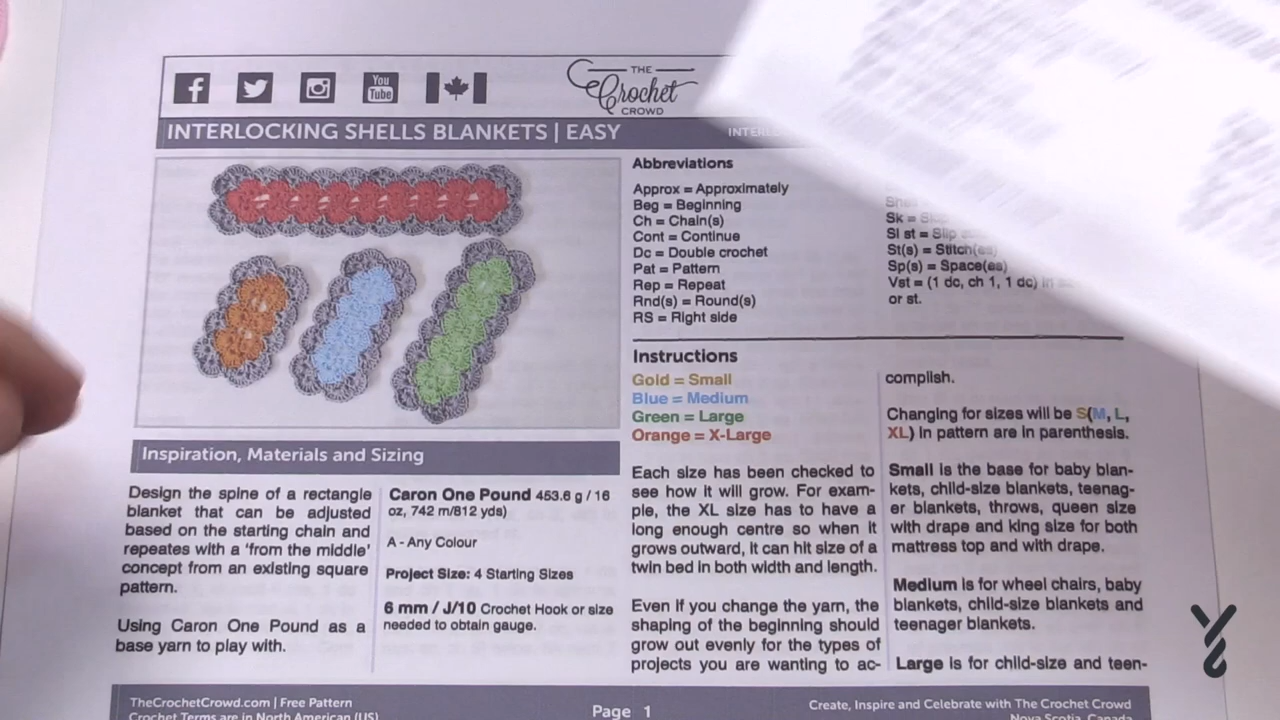 You
Tube
THE
Crochet
CROWD
INTERLOCKING SHELLS BLANKETS | EASY
Abbreviations
Approx = Approximately
Beg = Beginning
Ch = Chain(s)
Cont = Continue
Dc = Double crochet
Pat = Pattern
Rep = Repeat
Rnd(s) = Round(s)
RS = Right side
Sk =
Sl st = Slip
St(s) = Stitch(es)
Sp(s) = Space(es)
Vst = (1 dc, ch 1, 1 dc) in
or st.
Instructions
Gold = Small
Blue = Medium
Green = Large
Orange = X-Large
Each size has been checked to
see how it will grow. For exam-
ple, the XL size has to have a
long enough centre so when it
grows outward, it can hit size of a
twin bed in both width and length.
Even if you change the yarn, the
shaping of the beginning should
grow out evenly for the types of
projects you are wanting to ac-
complish.
Changing for sizes will be S(M, L,
XL) in pattern are in parenthesis.
Small is the base for baby blan-
kets, child-size blankets, teenag-
er blankets, throws, queen size
with drape and king size for both
mattress top and with drape.
Medium is for wheel chairs, baby
blankets, child-size blankets and
teenager blankets.
Large is for child-size and teen-
Inspiration, Materials and Sizing
Design the spine of a rectangle
blanket that can be adjusted
based on the starting chain and
repeates with a 'from the middle'
concept from an existing square
pattern.
Using Caron One Pound as a
base yarn to play with.
Caron One Pound 453.6 g / 16
oz, 742 m/812 yds)
A - Any Colour
Project Size: 4 Starting Sizes
6 mm / J/10 Crochet Hook or size
needed to obtain gauge.
TheCrochetCrowd.com | Free Pattern
Crochet Terms are in North American (US)
Page 1
Create, Inspire and Celebrate with The Crochet Crowd
Nova Scotia, Canada